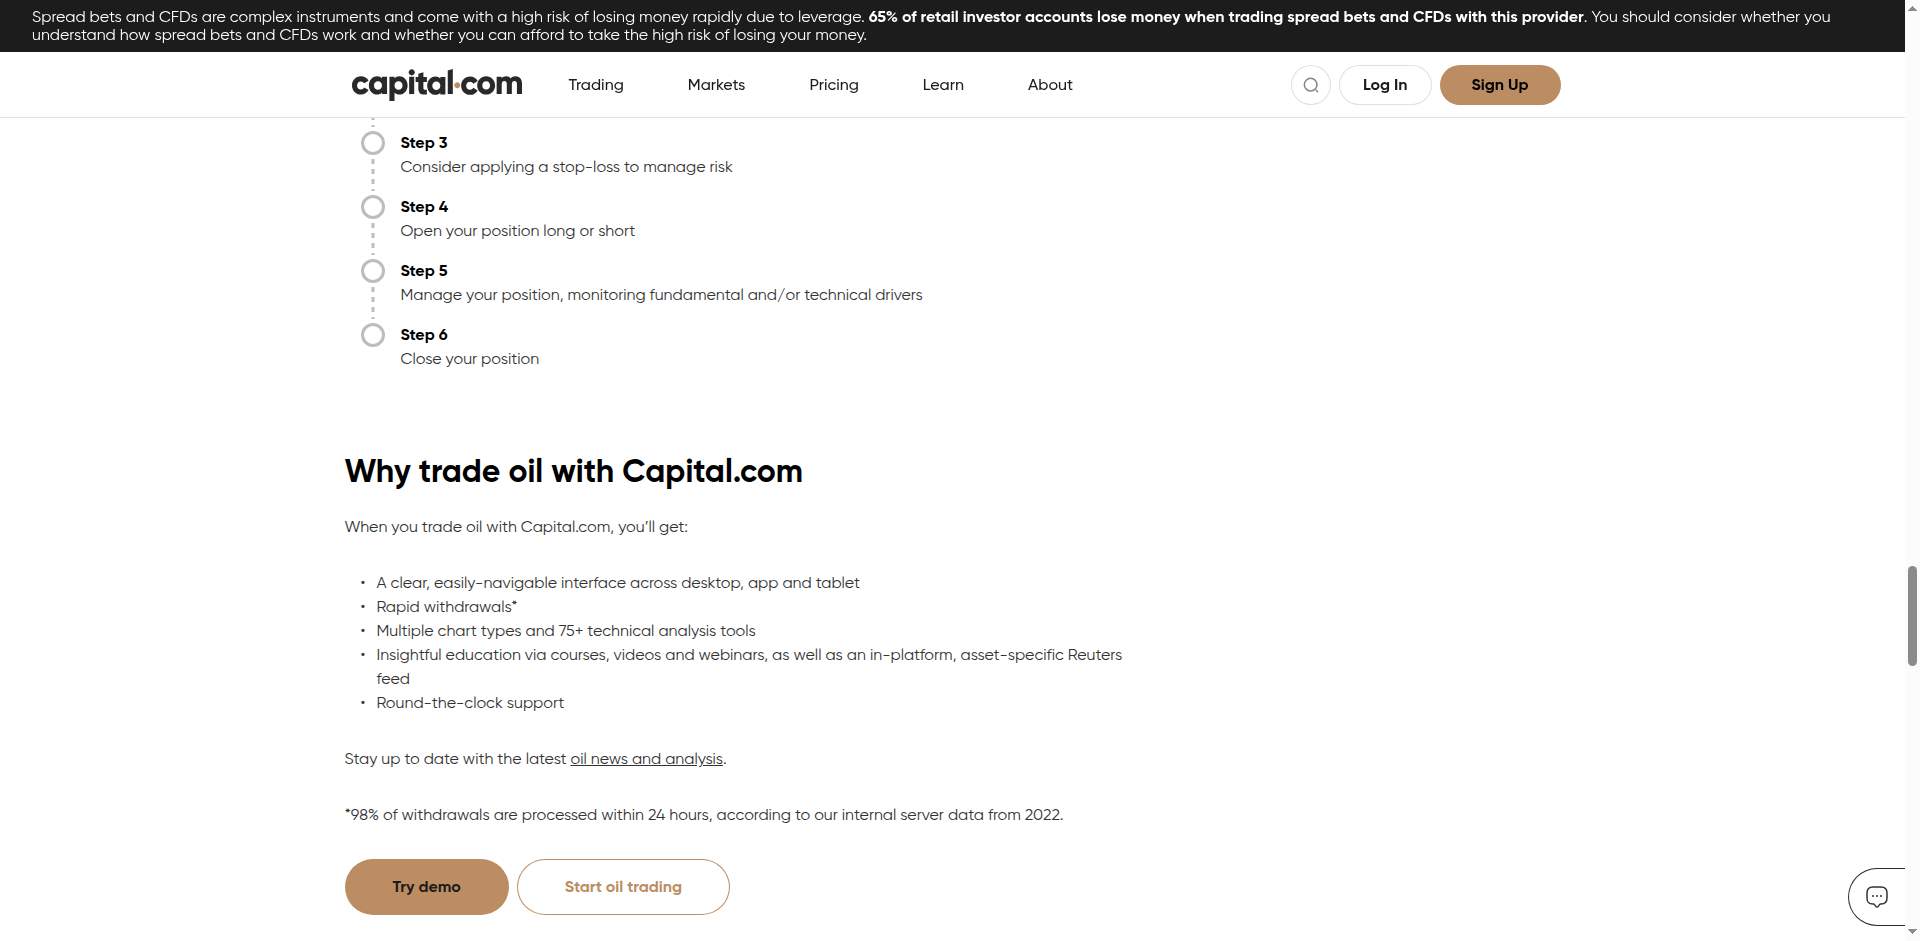 Spread bets and CFDs are complex instruments and come with a high risk of losing money rapidly due to leverage. 65% of retail investor accounts lose money when trading spread bets and CFDs with this provider. You should consider whether you
understand how spread bets and CFDs work and whether you can afford to take the high risk of losing your money.
capital.com
Trading
Markets
Pricing
Learn
About
Log In
Sign Up
Step 3
Consider applying a stop-loss to manage risk
Step 4
Open your position long or short
Step 5
Manage your position, monitoring fundamental and/or technical drivers
Step 6
Close your position
Why trade oil with Capital.com
When you trade oil with Capital.com, you’ll get:
• A clear, easily-navigable interface across desktop, app and tablet
• Rapid withdrawals*
• Multiple chart types and 75+ technical analysis tools
• Insightful education via courses, videos and webinars, as well as an in-platform, asset-specific Reuters
feed
• Round-the-clock support
Stay up to date with the latest oil news and analysis.
*98% of withdrawals are processed within 24 hours, according to our internal server data from 2022.
Try demo
Start oil trading